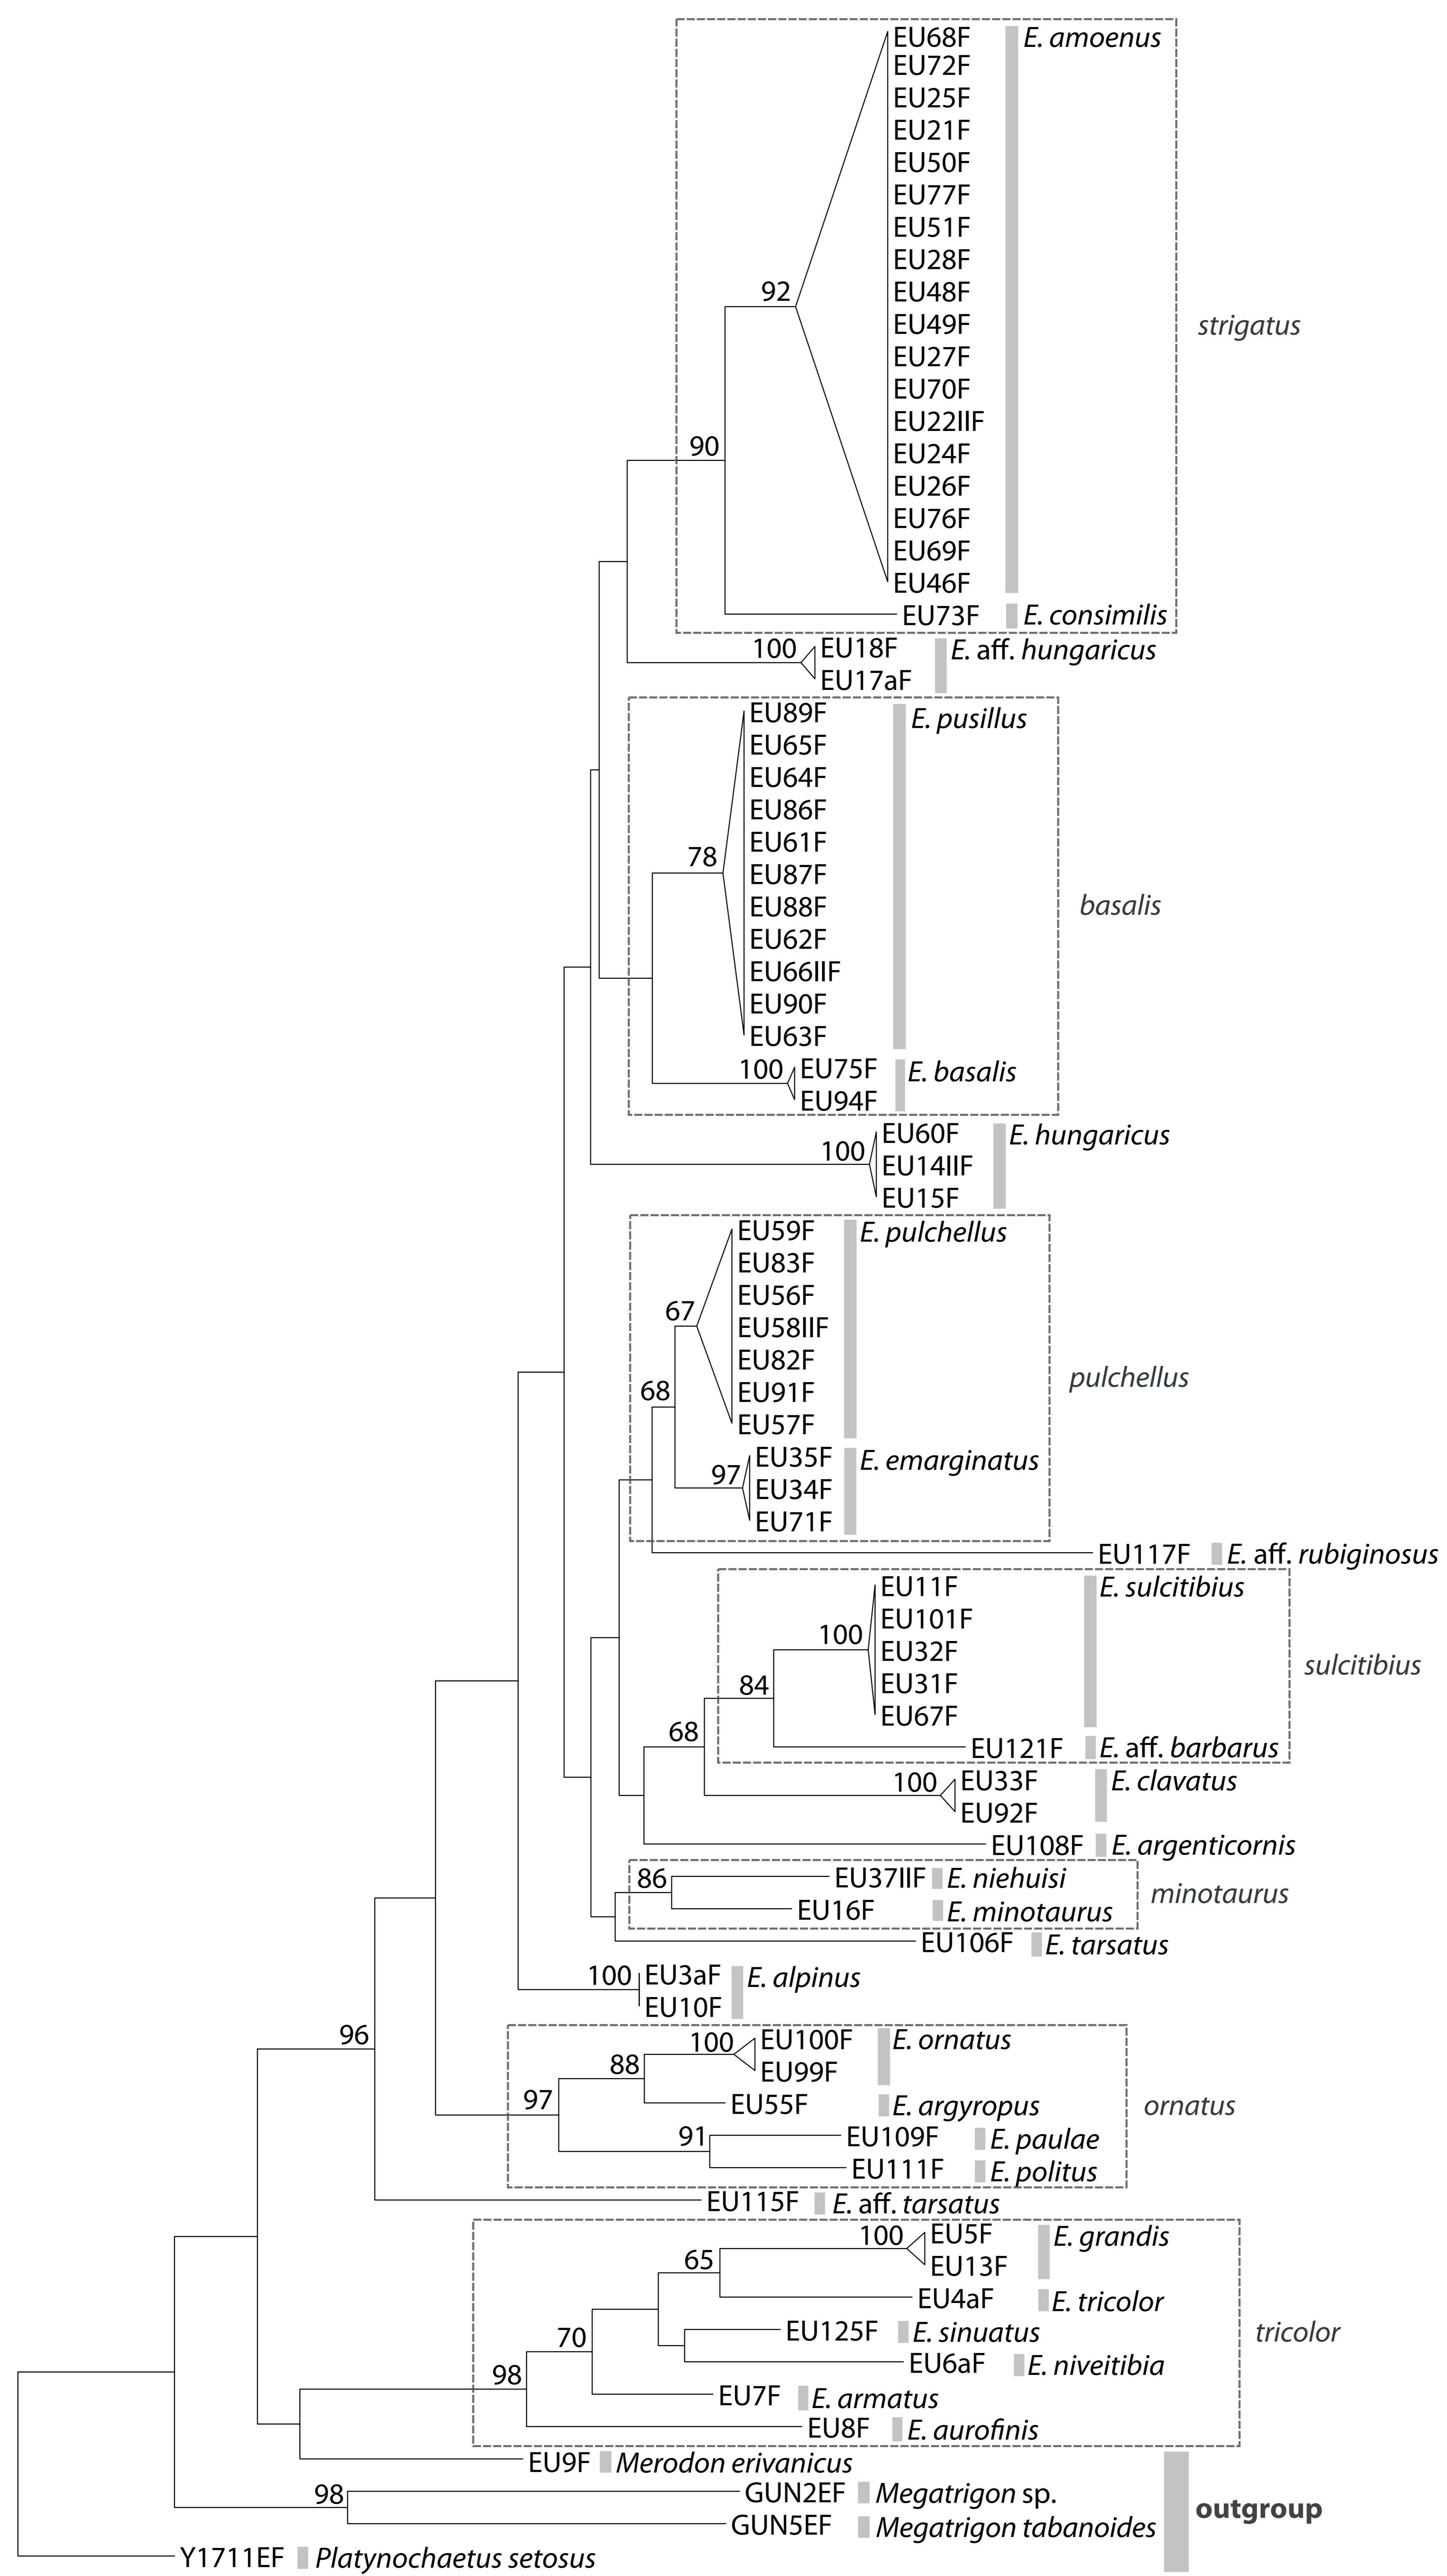 EU68F E. amoenus
EU72F
EU25F
EU21F
EU50F
EU77F
EU51F
EU28F
92 EU48F
EU49F strigatus
EU27F
EU70F
EU22IIF
90 EU24F
EU26F
EU76F
EU69F
EU46F
EU73F E. consimilis
100 EU18F E. aff. hungaricus
EU17aF
EU89F E. pusillus
EU65F
EU64F
EU86F
EU61F
78 EU87F
EU88F basalis
EU62F
EU66IIF
EU90F
EU63F
100 EU75F E. basalis
EU94F
EU60F E. hungaricus
100 EU14IIF
EU15F
EU59F E. pulchellus
EU83F
EU56F
67 EU58IIF
EU82F pulchellus
68 EU91F
EU57F
EU35F E. emarginatus
97 EU34F
EU71F
EU117F E. aff. rubiginosus
EU11F E. sulcitibius
EU101F
100 EU32F sulcitibius
84 EU31F
EU67F
68 EU121F E. aff. barbarus
100 EU33F E. clavatus
EU92F
EU108F E. argenticornis
86 EU37IIF E. niehuisi minotaurus
EU16F E. minotaurus
EU106F E. tarsatus
100 EU3aF E. alpinus
EU10F
96 100 EU100F E. ornatus
88 EU99F
97 EU55F E. argyropus ornatus
91 EU109F E. paulae
EU111F E. politus
EU115F E. aff. tarsatus
100 EU5F E. grandis
65 EU13F
EU4aF E. tricolor
70 EU125F E. sinuatus tricolor
98 EU6aF E. niveitibia
EU7F E. armatus
EU8F E. aurofinis
EU9F Merodon erivanicus
98 GUN2EF Megatrigon sp. outgroup
GUN5EF Megatrigon tabanoides
Y1711EF Platynochaetus setosus